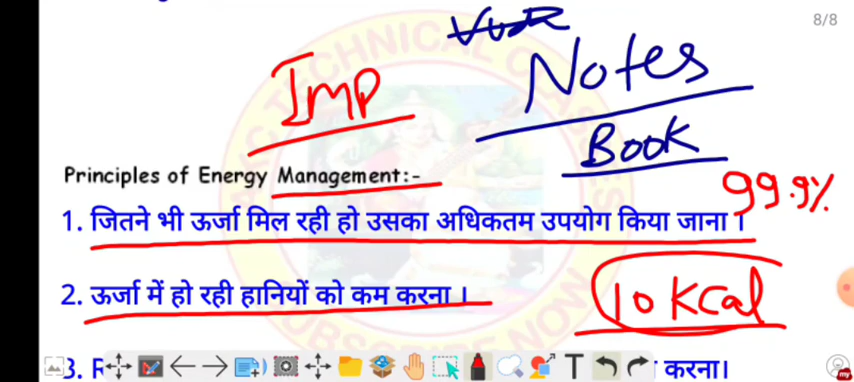 8/8
Notes
Imp
Book
Principles of Energy Management:-
99.9%
1. जितने भी ऊर्जा मिल रही हो उसका अधिकतम उपयोग किया जाना ।
2. ऊर्जा में हो रही हानियों को कम करना ।
10 Kcal
3. करना।